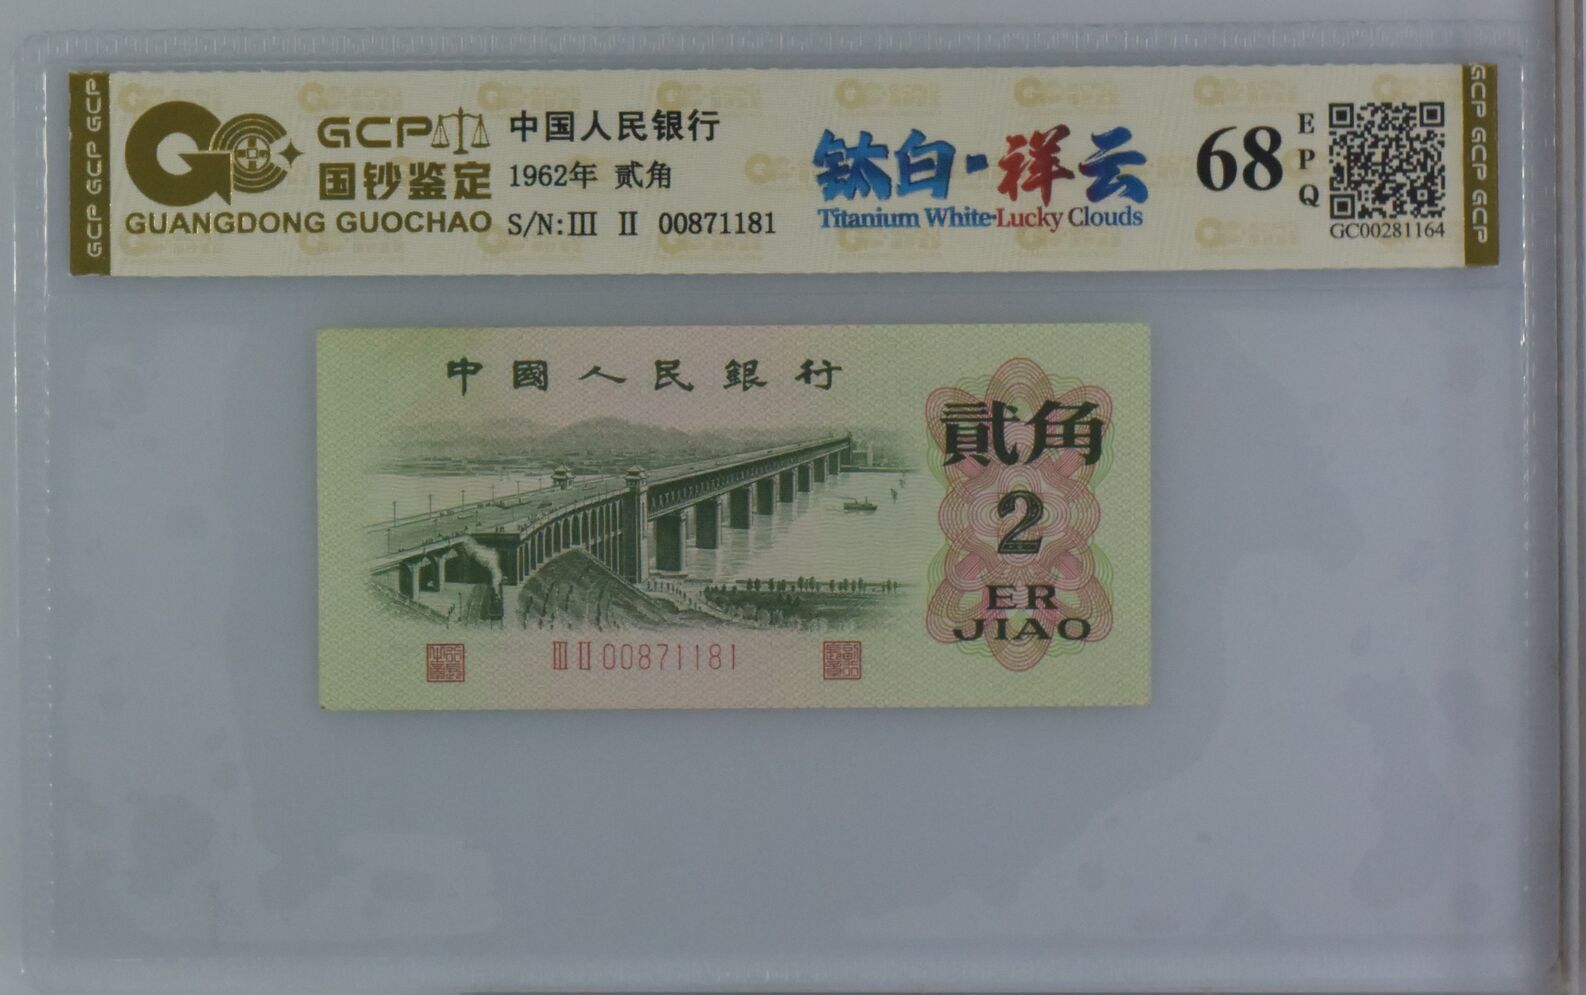 GCP GCP GCP
GCP
国钞鉴定
GUANGDONG GUOCHAO
中国人民银行
1962年 贰角
S/N:Ⅲ Ⅱ 00871181
钛白·祥云
Titanium White·Lucky Clouds
68
EPQ
GC00281164
GCP GCP GCP
中國人民銀行
貳角
2
ER
JIAO
Ⅲ Ⅱ 00871181